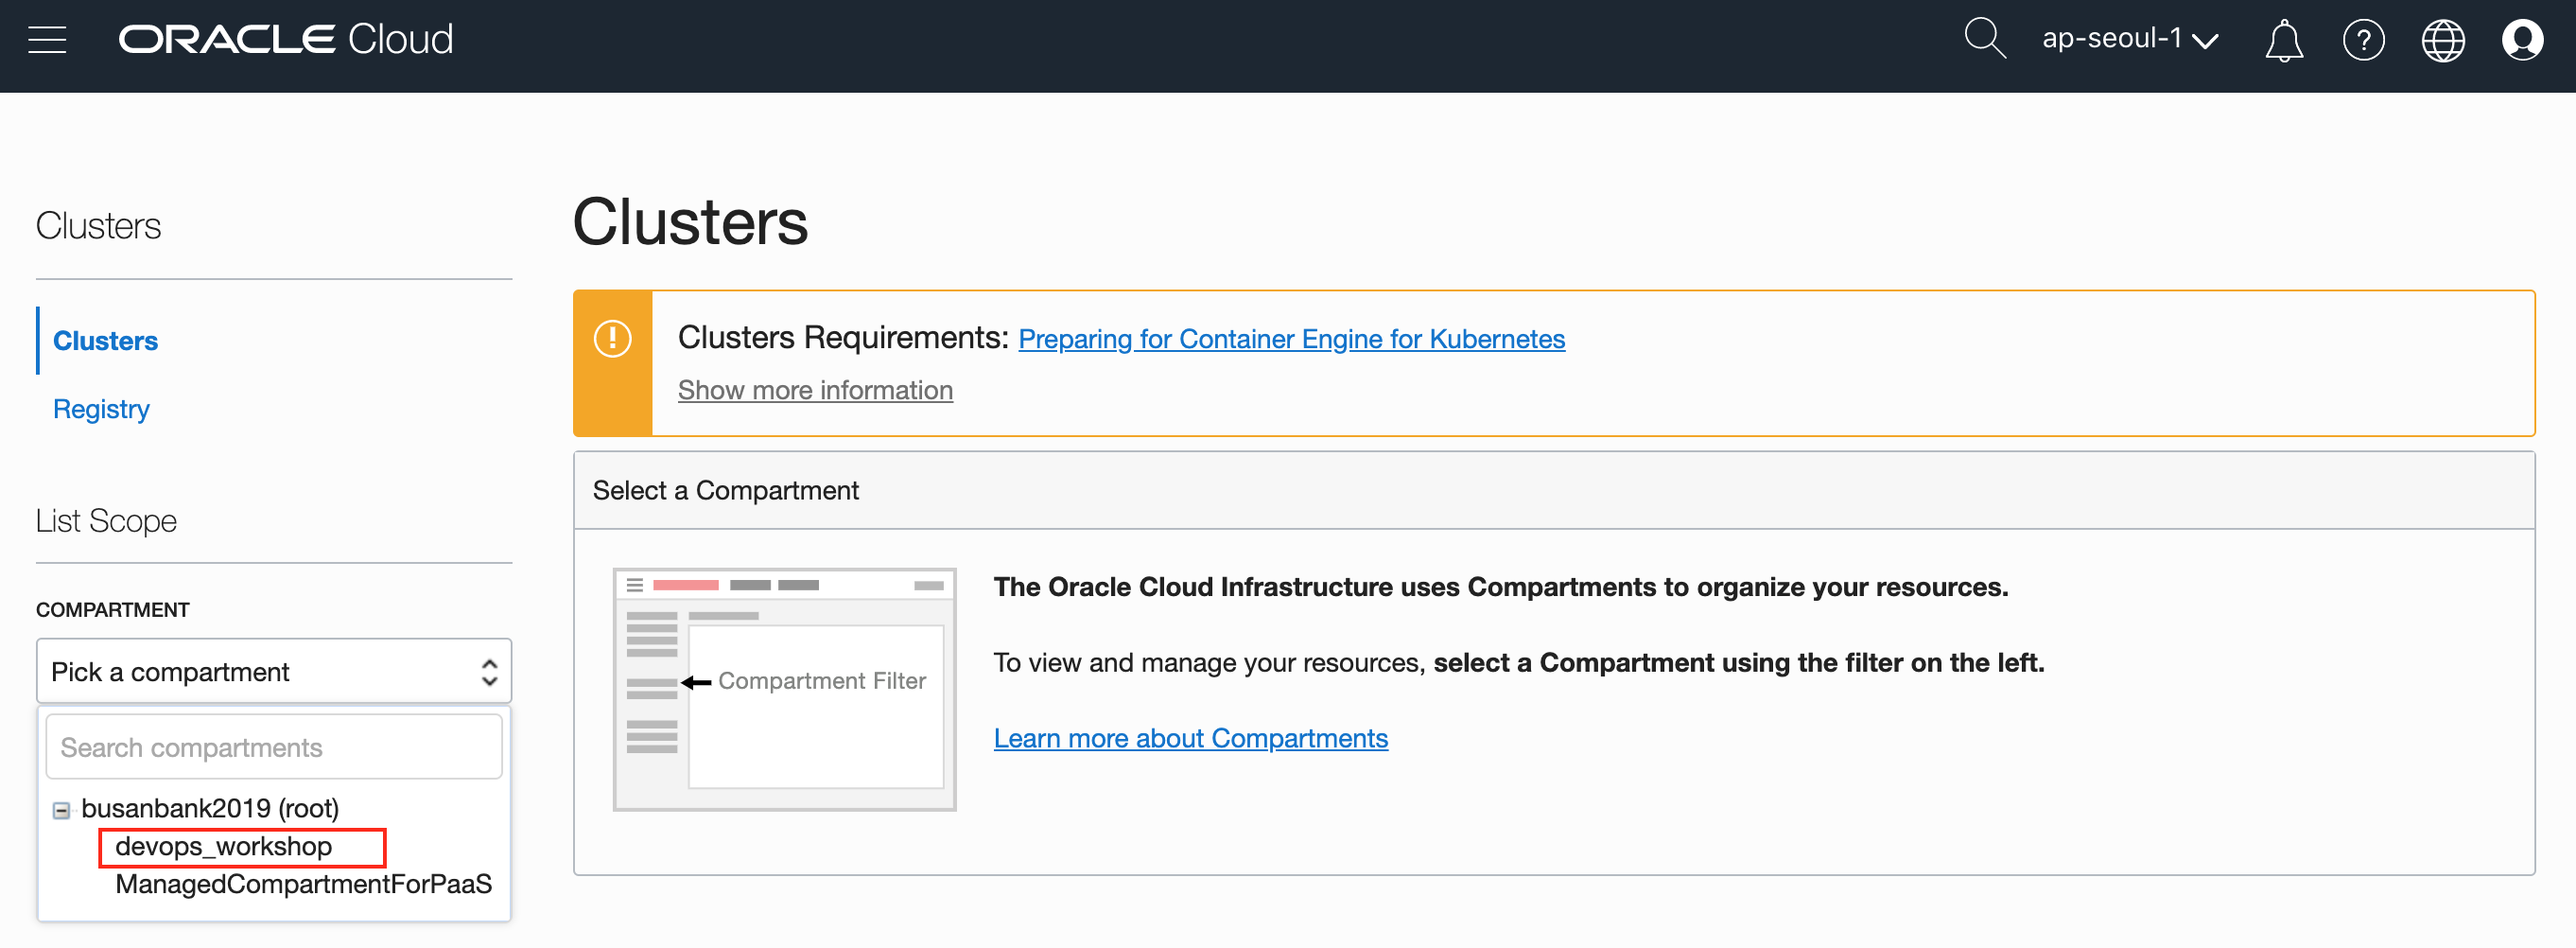 ORACLE Cloud
ap-seoul-1
Clusters
Clusters
Registry
List Scope
COMPARTMENT
Pick a compartment
Search compartments
busanbank2019 (root)
devops_workshop
ManagedCompartmentForPaaS
Clusters
Clusters Requirements: Preparing for Container Engine for Kubernetes
Show more information
Select a Compartment
Compartment Filter
The Oracle Cloud Infrastructure uses Compartments to organize your resources.
To view and manage your resources, select a Compartment using the filter on the left.
Learn more about Compartments